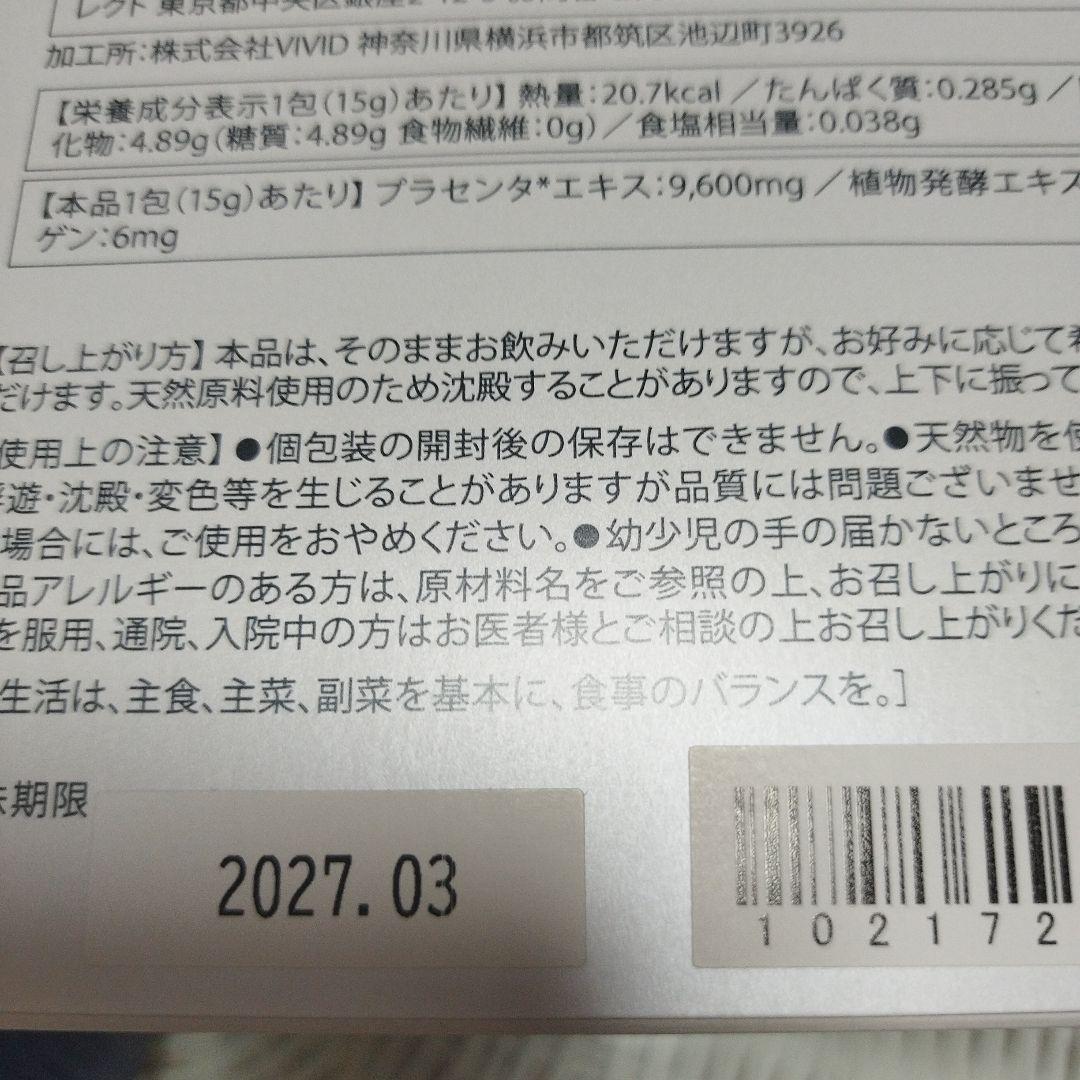 レクト 東京都中央区銀座2-12-3
加工所：株式会社VIVID 神奈川県横浜市都筑区池辺町3926
【栄養成分表示1包(15g)あたり】熱量：20.7kcal／たんぱく質：0.285g／
化物：4.89g(糖質：4.89g 食物繊維：0g)／食塩相当量：0.038g
【本品1包(15g)あたり】プラセンタ*エキス：9,600mg／植物発酵エキス
ゲン：6mg
【召し上がり方】本品は、そのままお飲みいただけますが、お好みに応じて
だけます。天然原料使用のため沈殿することがありますので、上下に振って
使用上の注意】●個包装の開封後の保存はできません。●天然物を使
浮遊・沈殿・変色等を生じることがありますが品質には問題ございませ
場合には、ご使用をおやめください。●幼少児の手の届かないところ
品アレルギーのある方は、原材料名をご参照の上、お召し上がりに
を服用、通院、入院中の方はお医者様とご相談の上お召し上がりくだ
生活は、主食、主菜、副菜を基本に、食事のバランスを。]
味期限
2027.03
102172